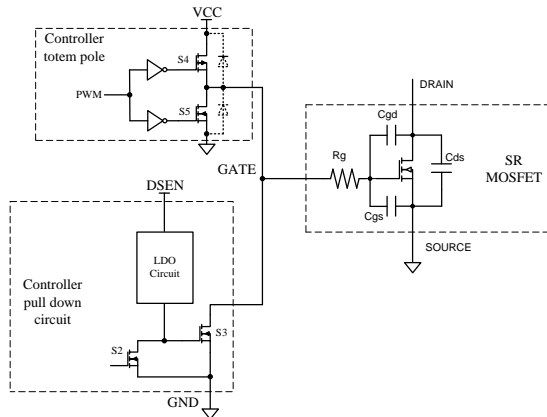 VCC
Controller
totem pole
S4
PWM
S5
DRAIN
Cgd
Rg
Cds
SR
MOSFET
GATE
Cgs
DSEN
SOURCE
LDO
Circuit
Controller
pull down
circuit
S3
S2
GND